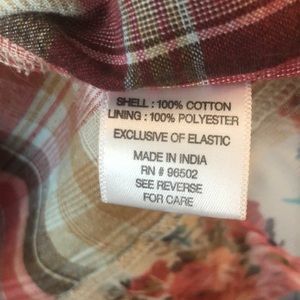 SHELL : 100% COTTON
LINING : 100% POLYESTER
EXCLUSIVE OF ELASTIC
MADE IN INDIA
RN # 96502
SEE REVERSE
FOR CARE